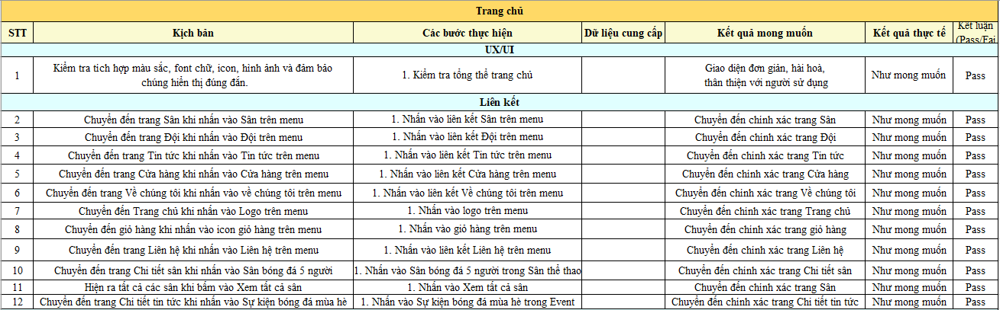 Trang chủ
STT Kịch bản Các bước thực hiện Dữ liệu cung cấp Kết quả mong muốn Kết quả thực tế Kết luận (Pass/Fai
UX/UI
1 Kiểm tra tích hợp màu sắc, font chữ, icon, hình ảnh và đảm bảo chúng hiển thị đúng đắn. 1. Kiểm tra tổng thể trang chủ Giao diện đơn giản, hài hoà, thân thiện với người sử dụng Như mong muốn Pass
Liên kết
2 Chuyển đến trang Sân khi nhấn vào Sân trên menu 1. Nhấn vào liên kết Sân trên menu Chuyển đến chính xác trang Sân Như mong muốn Pass
3 Chuyển đến trang Đội khi nhấn vào Đội trên menu 1. Nhấn vào liên kết Đội trên menu Chuyển đến chính xác trang Đội Như mong muốn Pass
4 Chuyển đến trang Tin tức khi nhấn vào Tin tức trên menu 1. Nhấn vào liên kết Tin tức trên menu Chuyển đến chính xác trang Tin tức Như mong muốn Pass
5 Chuyển đến trang Cửa hàng khi nhấn vào Cửa hàng trên menu 1. Nhấn vào liên kết Cửa hàng trên menu Chuyển đến chính xác trang Cửa hàng Như mong muốn Pass
6 Chuyển đến trang Về chúng tôi khi nhấn vào về chúng tôi trên menu 1. Nhấn vào liên kết Về chúng tôi trên menu Chuyển đến chính xác trang Về chúng tôi Như mong muốn Pass
7 Chuyển đến Trang chủ khi nhấn vào Logo trên menu 1. Nhấn vào logo trên menu Chuyển đến chính xác trang Trang chủ Như mong muốn Pass
8 Chuyển đến giỏ hàng khi nhấn vào icon giỏ hàng trên menu 1. Nhấn vào giỏ hàng trên menu Chuyển đến chính xác trang giỏ hàng Như mong muốn Pass
9 Chuyển đến trang Liên hệ khi nhấn vào Liên hệ trên menu 1. Nhấn vào liên kết Liên hệ trên menu Chuyển đến chính xác trang Liên hệ Như mong muốn Pass
10 Chuyển đến trang Chi tiết sân khi nhấn vào Sân bóng đá 5 người 1. Nhấn vào Sân bóng đá 5 người trong Sân thể thao Chuyển đến chính xác trang Chi tiết sân Như mong muốn Pass
11 Hiện ra tất cả các sân khi bấm vào Xem tất cả sân 1. Nhấn vào Xem tất cả sân Chuyển đến chính xác trang Sân Như mong muốn Pass
12 Chuyển đến trang Chi tiết tin tức khi nhấn vào Sự kiện bóng đá mùa hè 1. Nhấn vào Sự kiện bóng đá mùa hè trong Event Chuyển đến chính xác trang Chi tiết tin tức Như mong muốn Pass